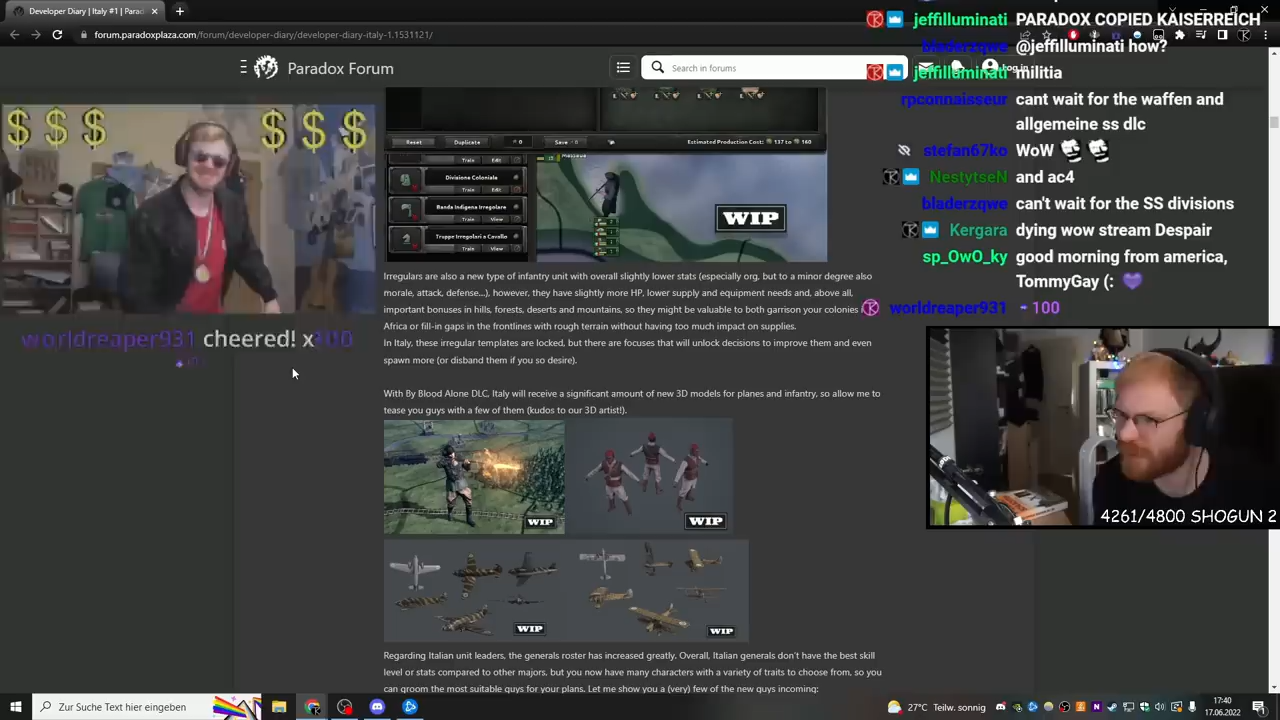 Developer Diary | Italy #1 | Parad
forum.paradoxplaza.com/forum/developer-diary/developer-diary-italy-1.1531121/
Paradox Forum
Search in forums
Log in
jeffilluminati PARADOX COPIED KAISERREICH
bladerzqwe @jeffilluminati how?
jeffilluminati militia
rpconnaisseur cant wait for the waffen and
allgemeine ss dlc
stefan67ko WoW
NestytseN and ac4
bladerzqwe can't wait for the SS divisions
Kergara dying wow stream Despair
sp_OwO_ky good morning from america,
TommyGay (:
worldreaper931 100
$ $ $ $ $ $
worldreaper931 cheered! x100
Reset Duplicate 0 Save Estimated Production Cost: 137 to 160
Train Edit
Divisione Coloniale
Train Edit
Banda Indigena Irregolare
Train View
Truppe Irregolari a Cavallo
Train View
Massaua
WIP
Irregulars are also a new type of infantry unit with overall slightly lower stats (especially org, but to a minor degree also
morale, attack, defense...), however, they have slightly more HP, lower supply and equipment needs and, above all,
important bonuses in hills, forests, deserts and mountains, so they might be valuable to both garrison your colonies
Africa or fill-in gaps in the frontlines with rough terrain without having too much impact on supplies.
In Italy, these irregular templates are locked, but there are focuses that will unlock decisions to improve them and even
spawn more (or disband them if you so desire).
With By Blood Alone DLC, Italy will receive a significant amount of new 3D models for planes and infantry, so allow me to
tease you guys with a few of them (kudos to our 3D artist!).
WIP
WIP
WIP
WIP
Regarding Italian unit leaders, the generals roster has increased greatly. Overall, Italian generals don't have the best skill
level or stats compared to other majors, but you now have many characters with a variety of traits to choose from, so you
can groom the most suitable guys for your plans. Let me show you a (very) few of the new guys incoming:
4261/4800 SHOGUN 2
Zur Suche Text hier eingeben
27°C Teilw. sonnig
17:40
17.06.2022